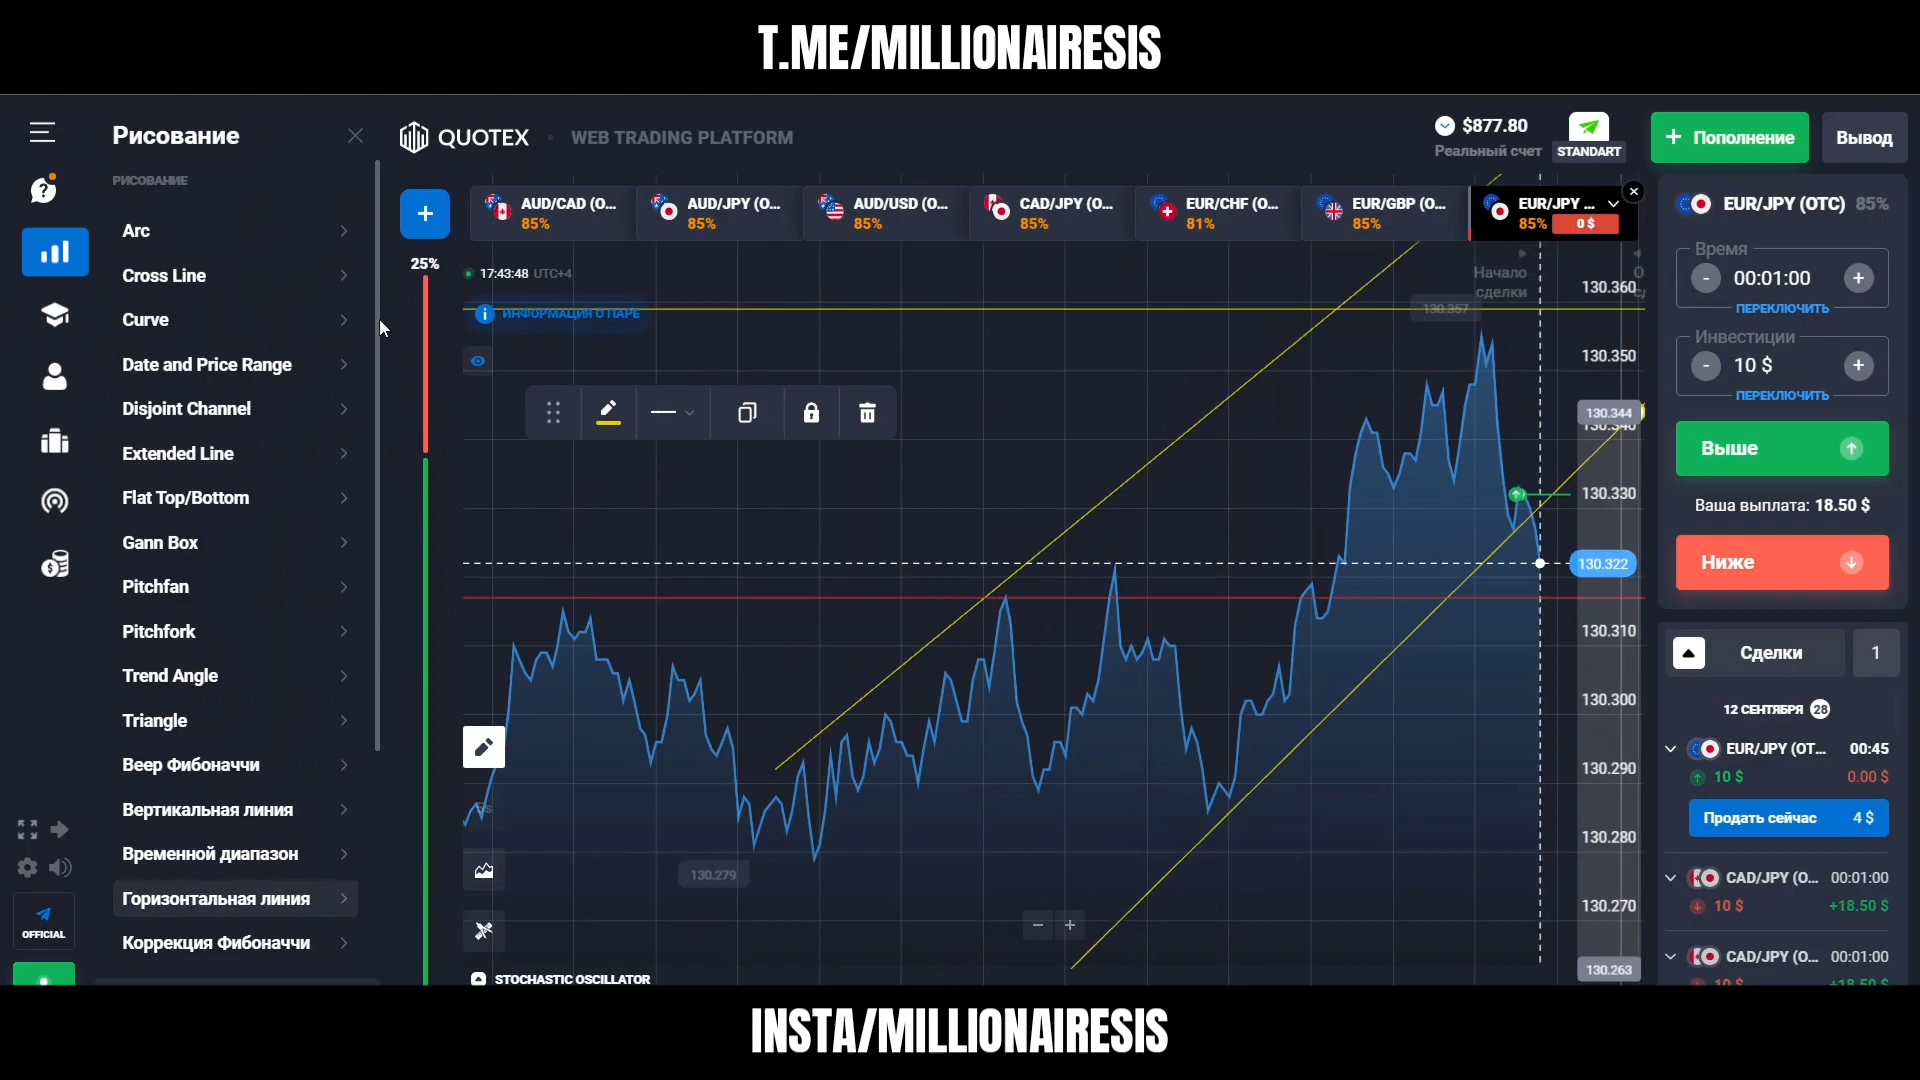 T.ME/MILLIONAIRESIS
Рисование
QUOTEX
WEB TRADING PLATFORM
$877.80
Реальный счет
STANDART
Пополнение
Вывод
РИСОВАНИЕ
Arc
Cross Line
Curve
Date and Price Range
Disjoint Channel
Extended Line
Flat Top/Bottom
Gann Box
Pitchfan
Pitchfork
Trend Angle
Triangle
Веер Фибоначчи
Вертикальная линия
Временной диапазон
Горизонтальная линия
Коррекция Фибоначчи
OFFICIAL
AUD/CAD (O...
85%
AUD/JPY (O...
85%
AUD/USD (O...
85%
CAD/JPY (O...
85%
EUR/CHF (O...
81%
EUR/GBP (O...
85%
EUR/JPY ...
85%
0 $
25%
17:43:48 UTC+4
ИНФОРМАЦИЯ О ПАРЕ
Начало
сделки
130.357
130.279
5s
130.360
130.350
130.344
130.340
130.330
130.322
130.310
130.300
130.290
130.280
130.270
130.263
STOCHASTIC OSCILLATOR
EUR/JPY (OTC) 85%
Время
- 00:01:00 +
ПЕРЕКЛЮЧИТЬ
Инвестиции
- 10 $ +
ПЕРЕКЛЮЧИТЬ
Выше
Ваша выплата: 18.50 $
Ниже
Сделки
1
12 СЕНТЯБРЯ 28
EUR/JPY (OT... 00:45
10 $ 0.00 $
Продать сейчас 4 $
CAD/JPY (O... 00:01:00
10 $ +18.50 $
CAD/JPY (O... 00:01:00
10 $ +18.50 $
INSTA/MILLIONAIRESIS